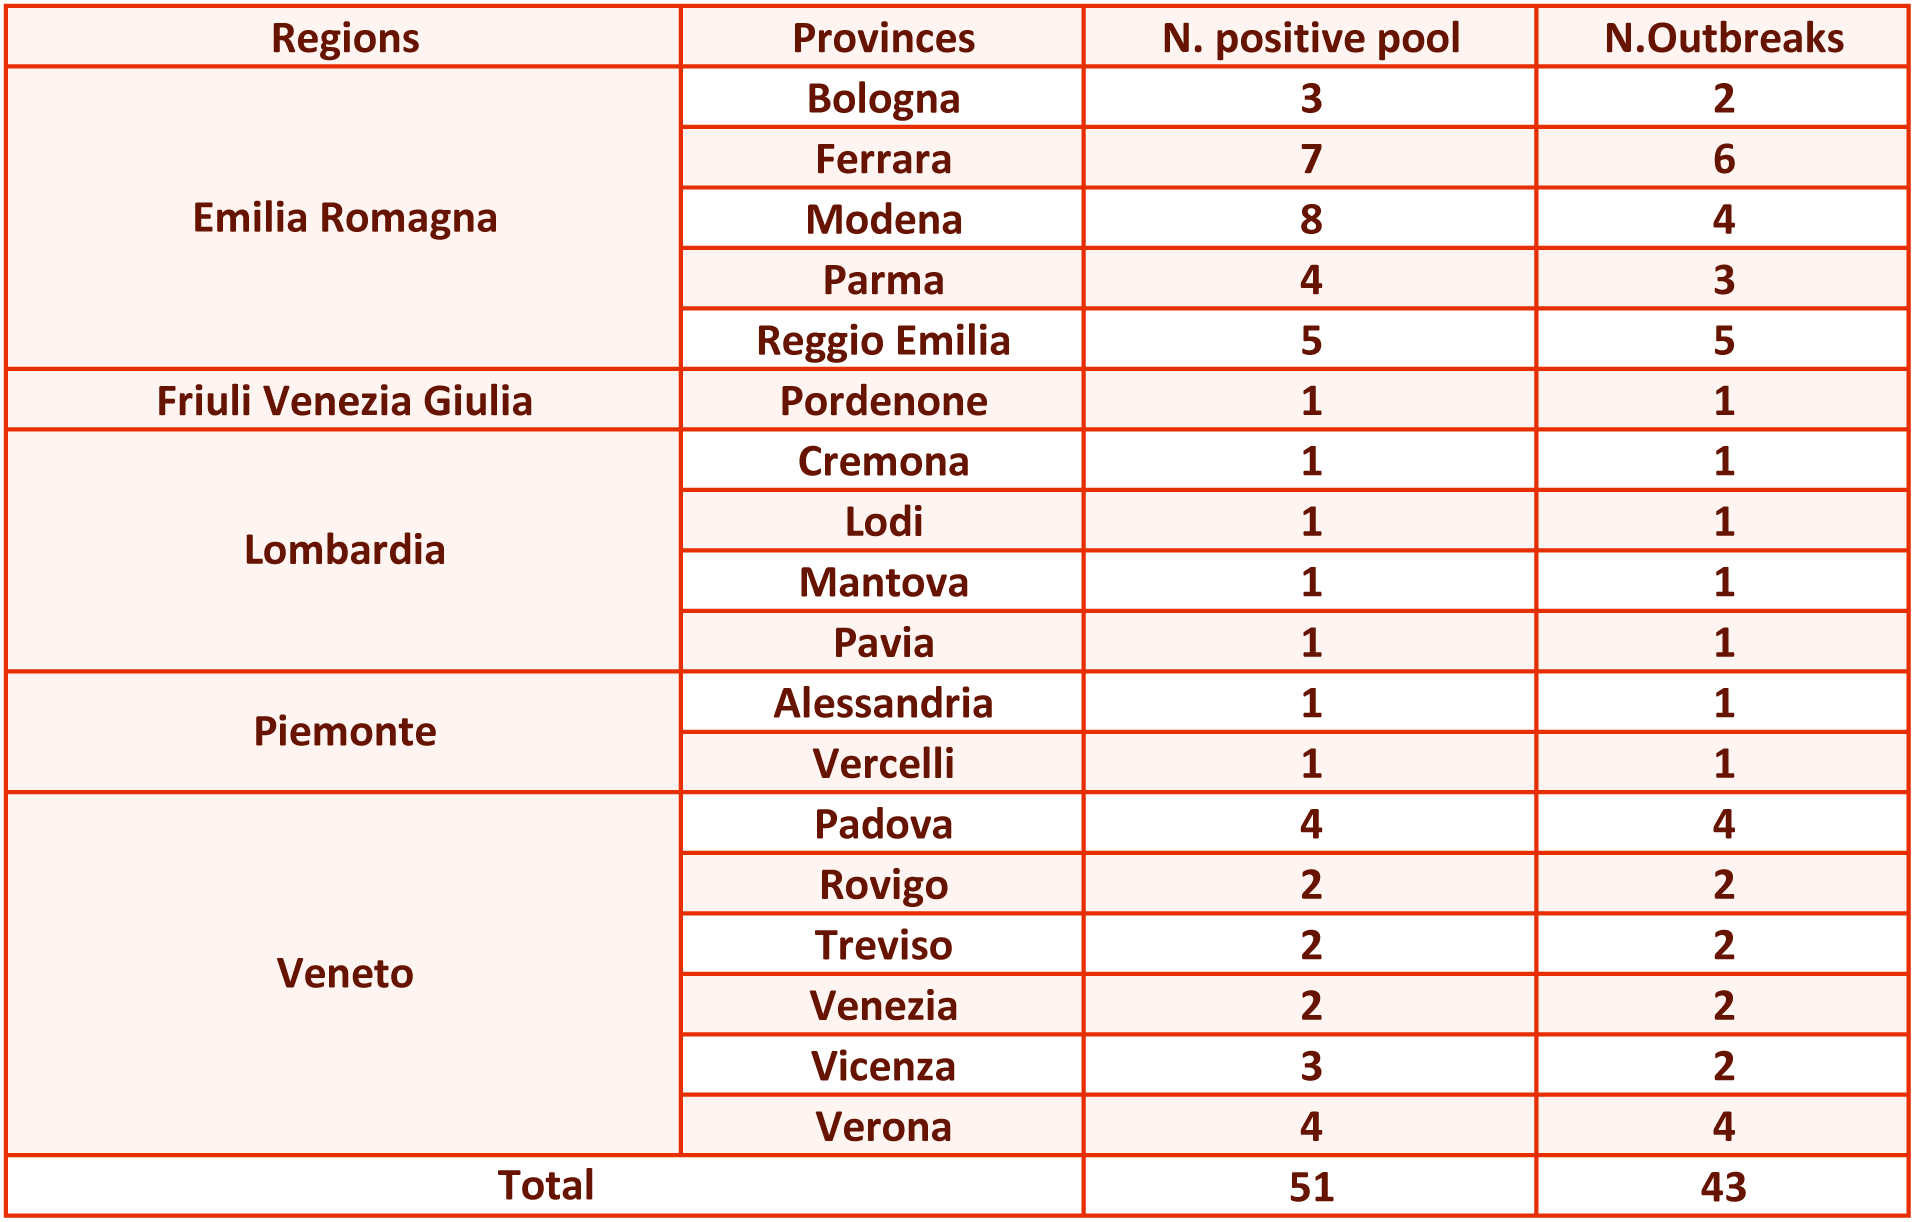 Regions Provinces N. positive pool N.Outbreaks
Emilia Romagna Bologna 3 2
Ferrara 7 6
Modena 8 4
Parma 4 3
Reggio Emilia 5 5
Friuli Venezia Giulia Pordenone 1 1
Lombardia Cremona 1 1
Lodi 1 1
Mantova 1 1
Pavia 1 1
Piemonte Alessandria 1 1
Vercelli 1 1
Veneto Padova 4 4
Rovigo 2 2
Treviso 2 2
Venezia 2 2
Vicenza 3 2
Verona 4 4
Total 51 43